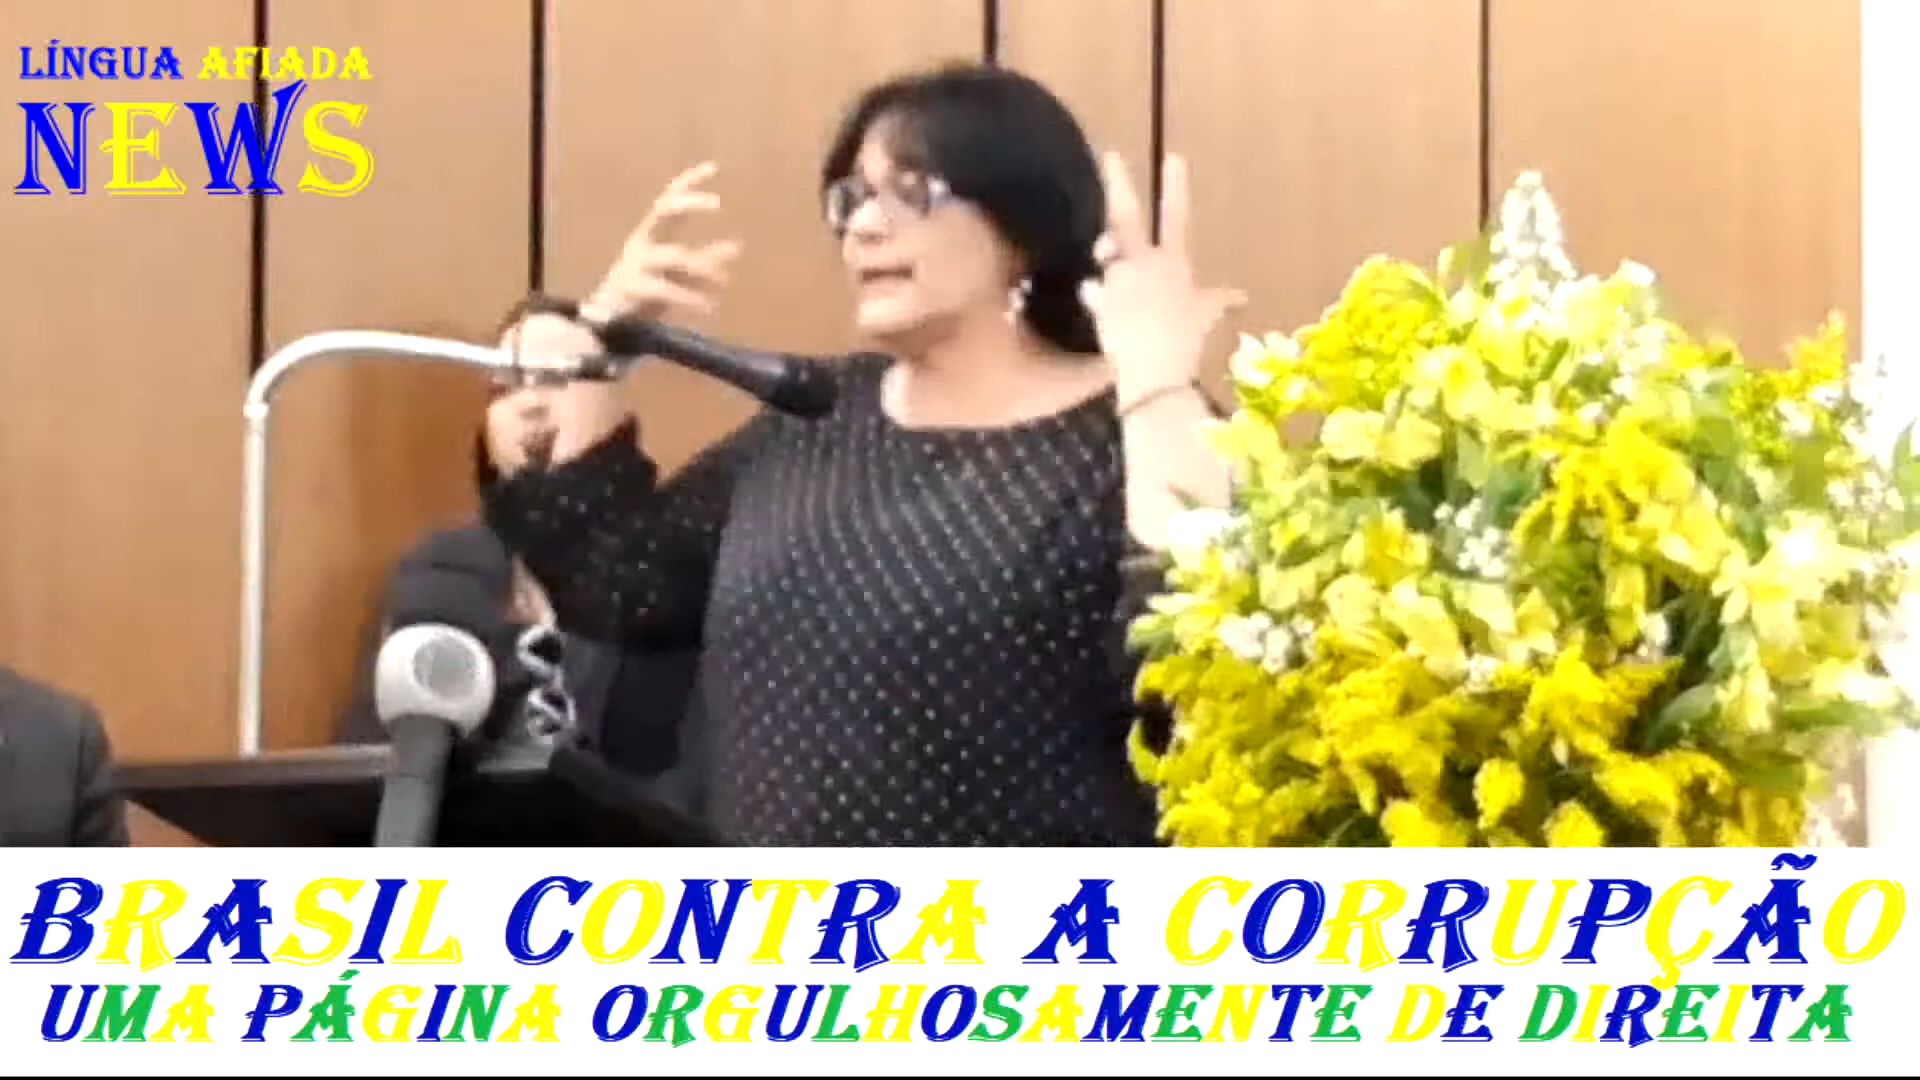 LÍNGUA AFIADA
NEWS
BRASIL CONTRA A CORRUPÇÃO
UMA PÁGINA ORGULHOSAMENTE DE DIREITA